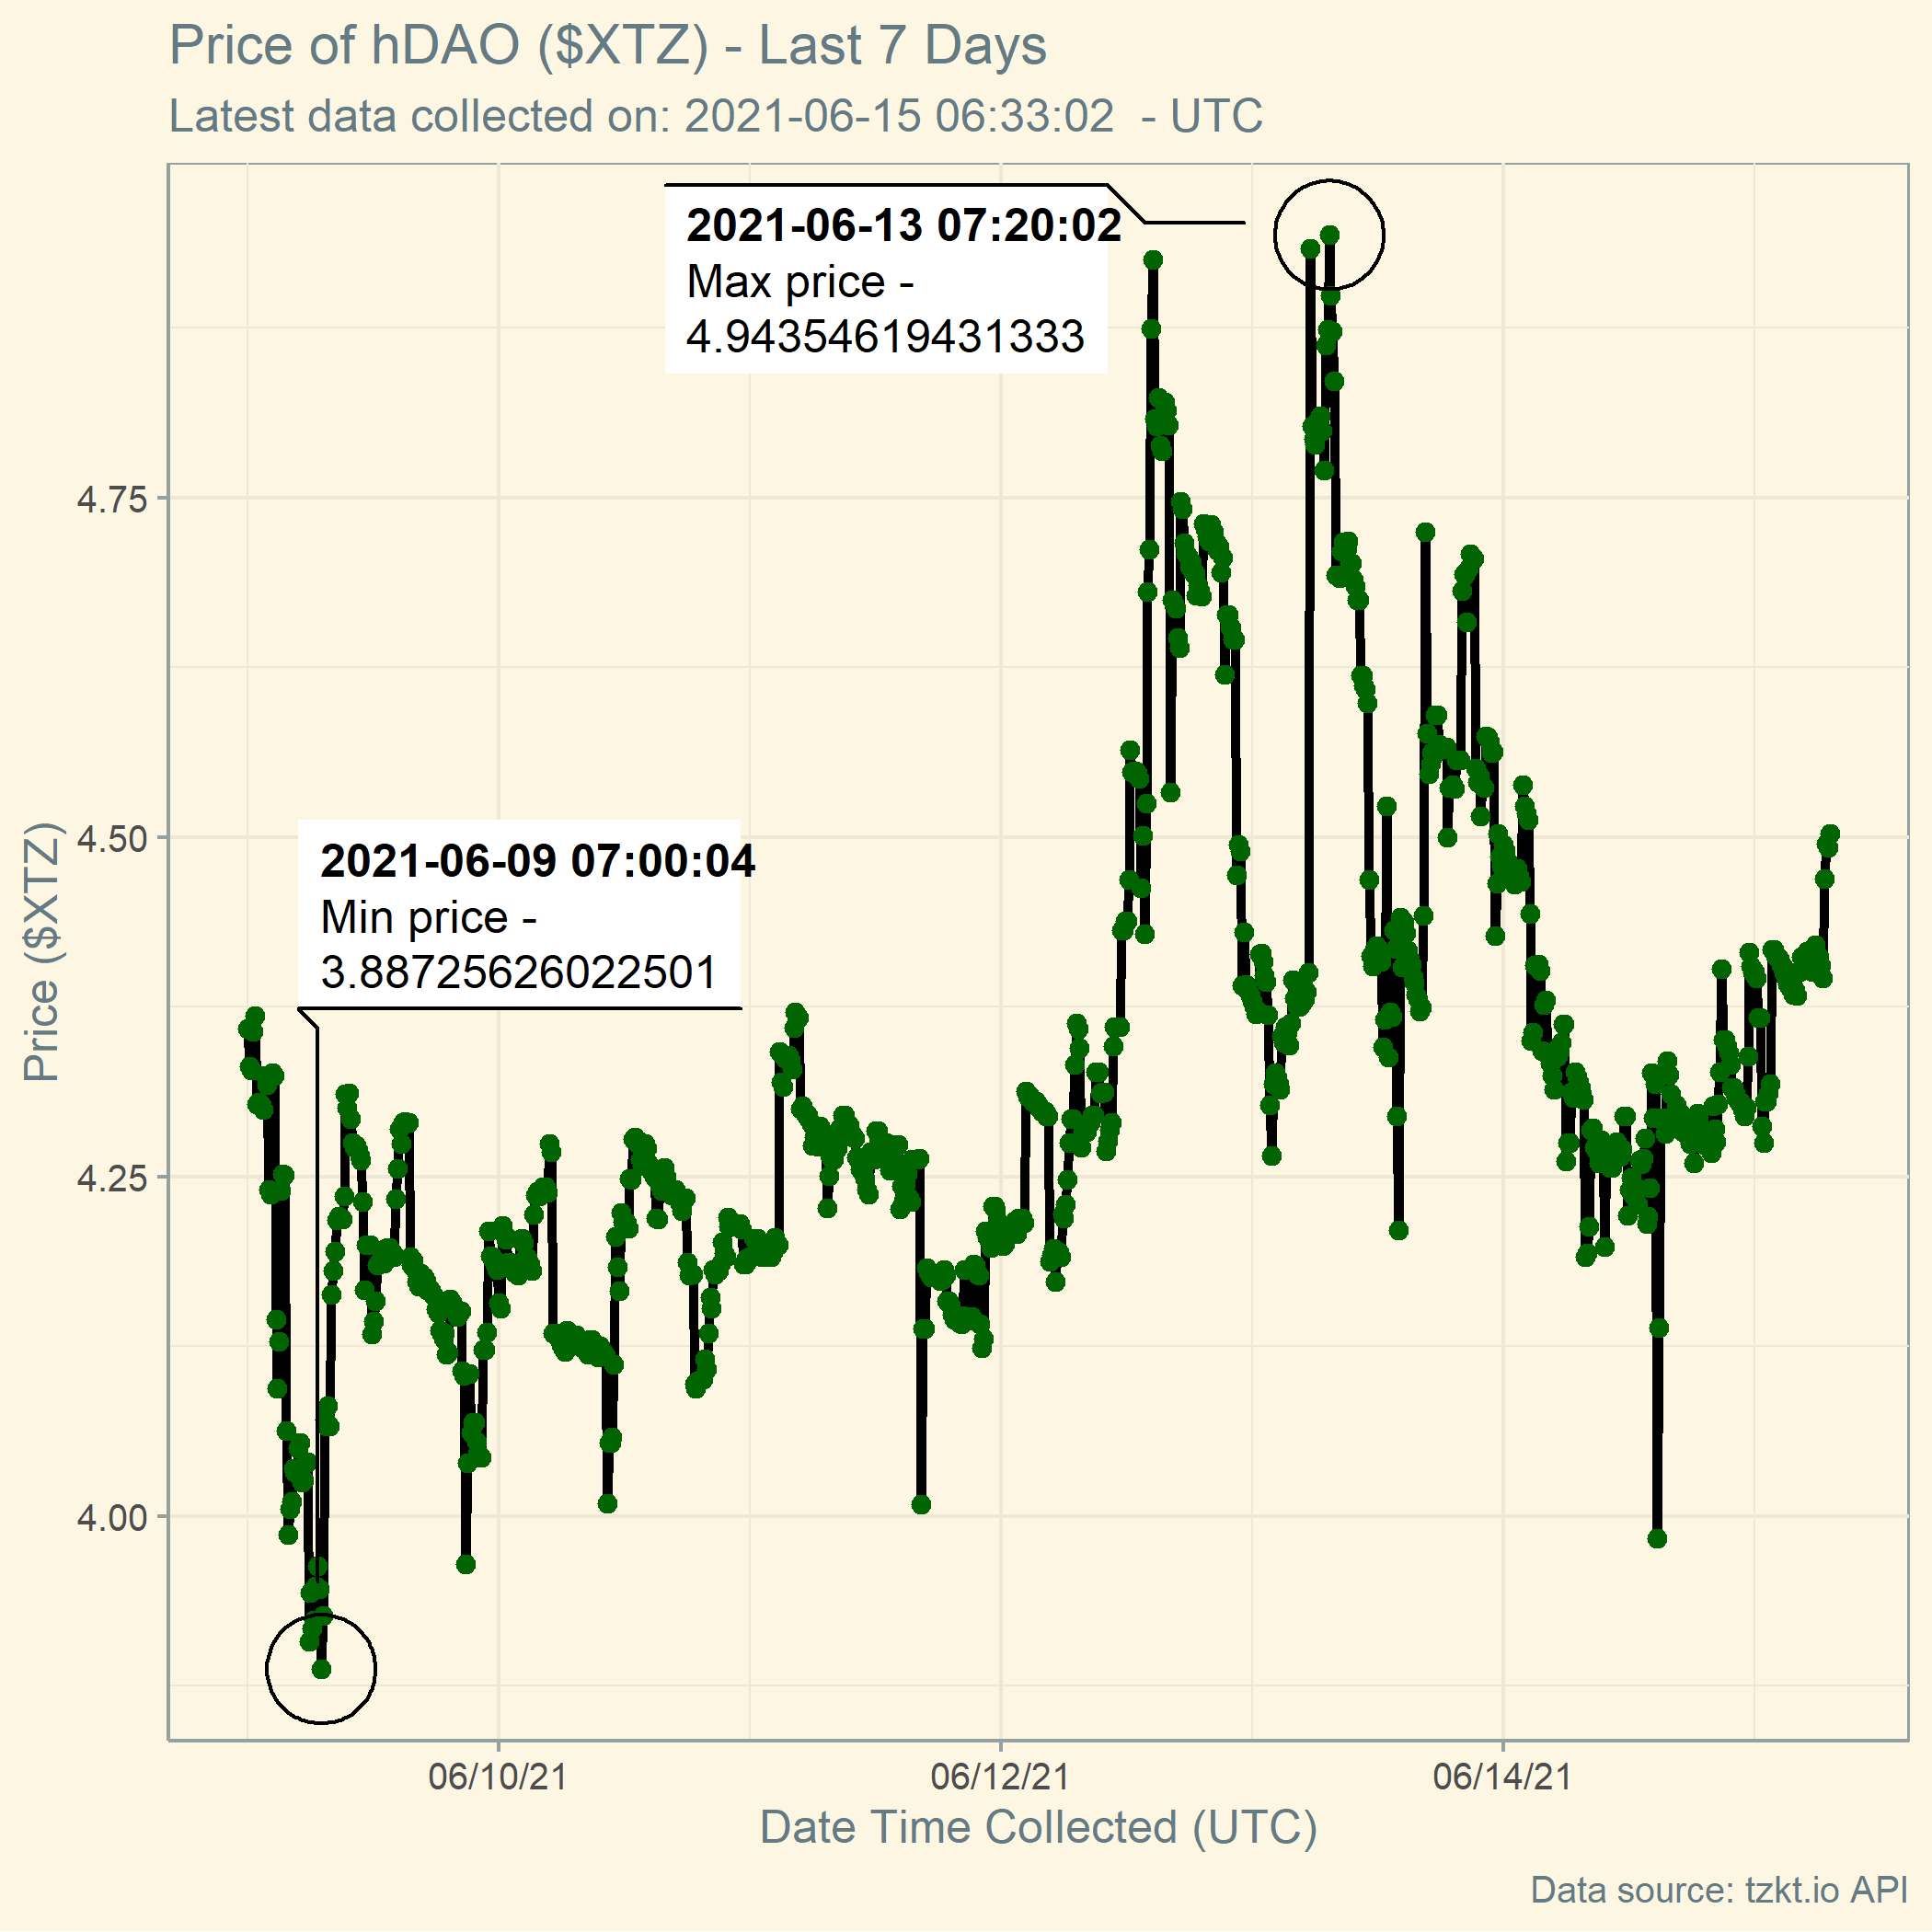 Price of hDAO ($XTZ) - Last 7 Days
Latest data collected on: 2021-06-15 06:33:02  - UTC
2021-06-13 07:20:02
Max price -
4.94354619431333
4.75
4.50
2021-06-09 07:00:04
Min price -
3.88725626022501
Price ($XTZ)
4.25
4.00
06/10/21
06/12/21
06/14/21
Date Time Collected (UTC)
Data source: tzkt.io API